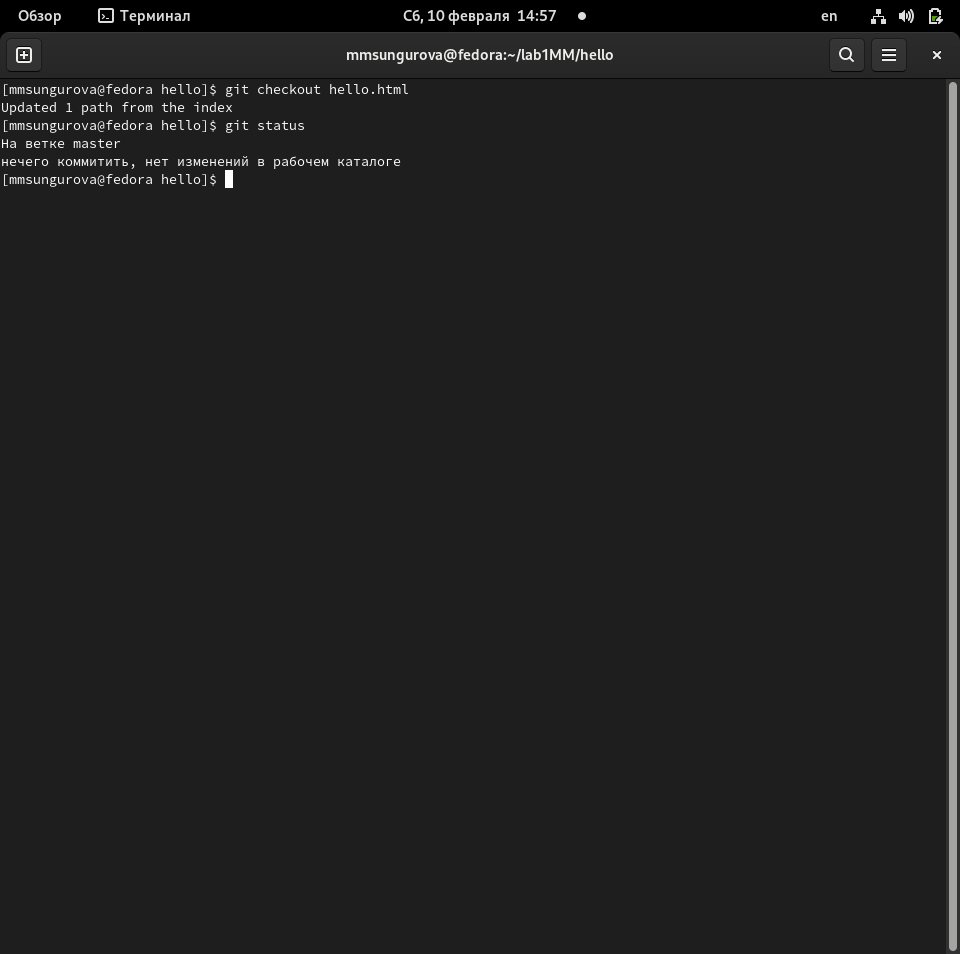 Обзор Терминал Сб, 10 февраля 14:57 en
mmsungurova@fedora:~/lab1MM/hello
[mmsungurova@fedora hello]$ git checkout hello.html
Updated 1 path from the index
[mmsungurova@fedora hello]$ git status
На ветке master
нечего коммитить, нет изменений в рабочем каталоге
[mmsungurova@fedora hello]$